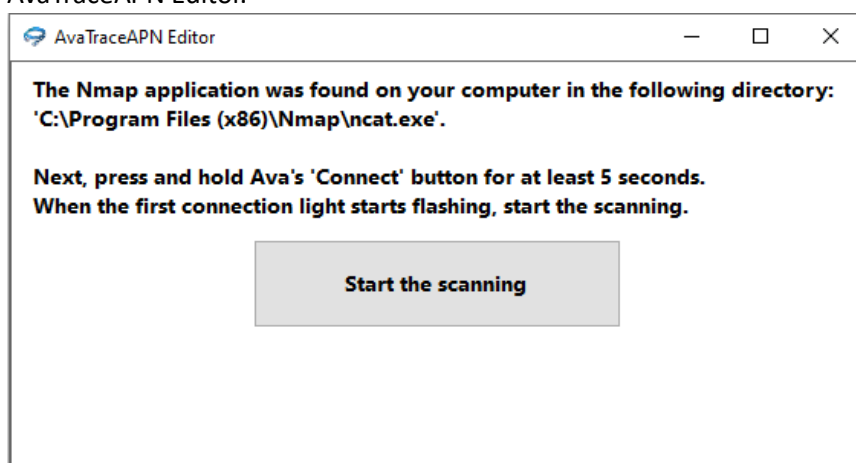 AvaTraceAPN Editor.
AvaTraceAPN Editor
The Nmap application was found on your computer in the following directory:
'C:\Program Files (x86)\Nmap\ncat.exe'.
Next, press and hold Ava's 'Connect' button for at least 5 seconds.
When the first connection light starts flashing, start the scanning.
Start the scanning